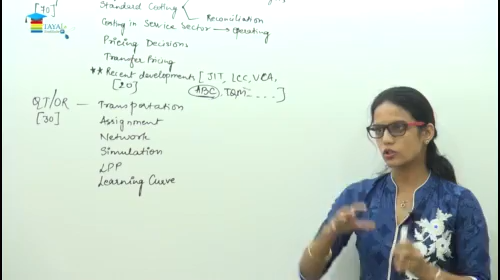 Standard Costing
Reconciliation
[70]
JAYAJ
Costing in Service Sector → Operating
Pricing Decisions
Transfer Pricing
** Recent developments [ JIT, LCC, VCA,
[20] ABC, TQM - . . . . ]
QT/OR — Transportation
[30] Assignment
Network
Simulation
LPP
Learning Curve